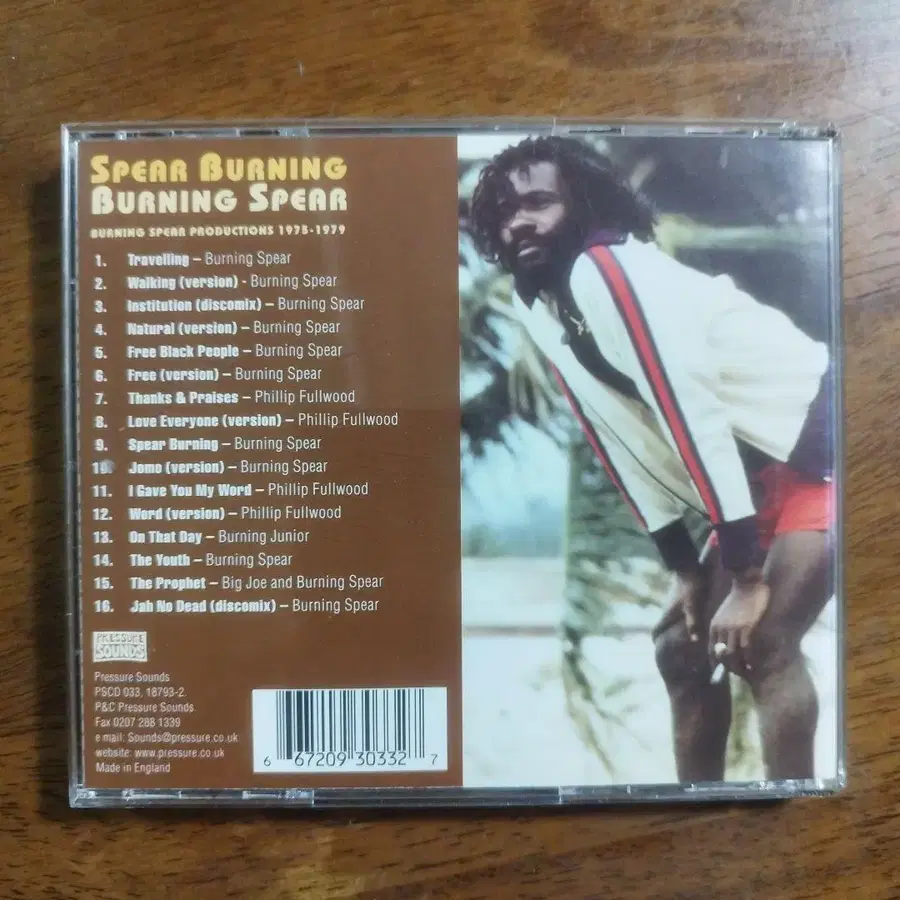 SPEAR BURNING
BURNING SPEAR
BURNING SPEAR PRODUCTIONS 1975-1979
1. Travelling – Burning Spear
2. Walking (version) - Burning Spear
3. Institution (discomix) – Burning Spear
4. Natural (version) – Burning Spear
5. Free Black People – Burning Spear
6. Free (version) – Burning Spear
7. Thanks & Praises – Phillip Fullwood
8. Love Everyone (version) – Phillip Fullwood
9. Spear Burning – Burning Spear
10. Jomo (version) – Burning Spear
11. I Gave You My Word – Phillip Fullwood
12. Word (version) – Phillip Fullwood
13. On That Day – Burning Junior
14. The Youth – Burning Spear
15. The Prophet – Big Joe and Burning Spear
16. Jah No Dead (discomix) – Burning Spear
PRESSURE
SOUNDS
Pressure Sounds
PSCD 033, 18793-2.
P&C Pressure Sounds
Fax 0207 288 1339
e mail: Sounds@pressure.co.uk
website: www.pressure.co.uk
Made in England
6 67209 30332 7